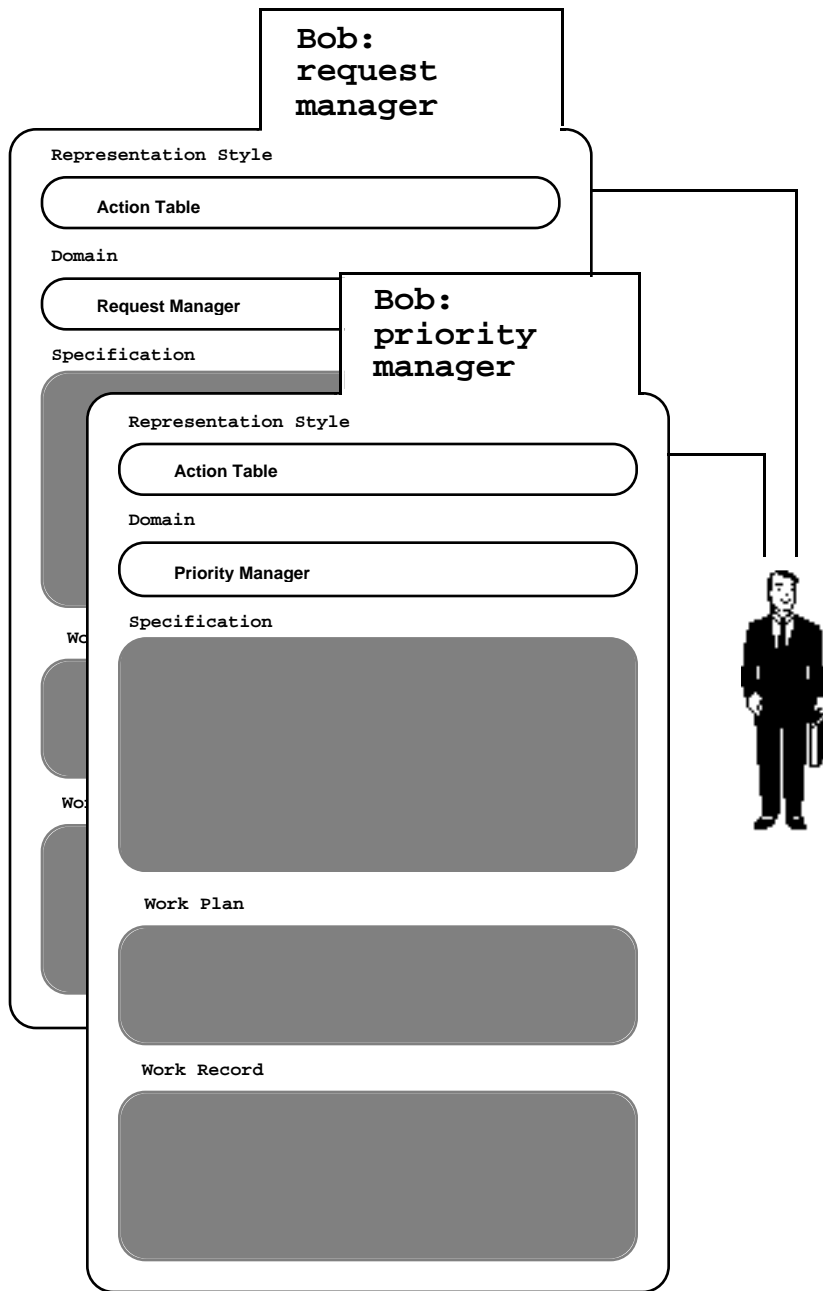 Bob:
request
manager
Representation Style
Action Table
Domain
Request Manager
Specification
Bob:
priority
manager
Representation Style
Action Table
Domain
Priority Manager
Specification
Work Plan
Work Record